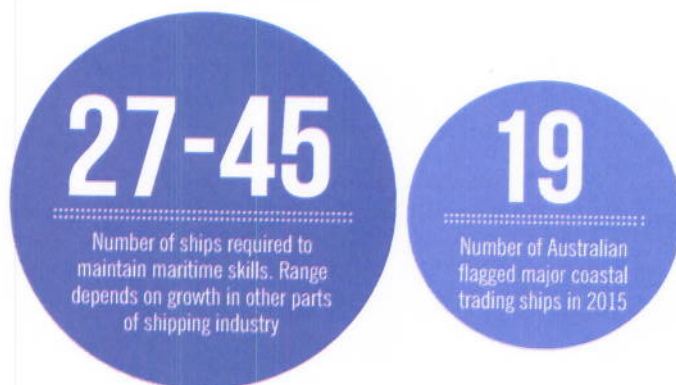 27-45
Number of ships required to
maintain maritime skills. Range
depends on growth in other parts
of shipping industry
19
Number of Australian
flagged major coastal
trading ships in 2015